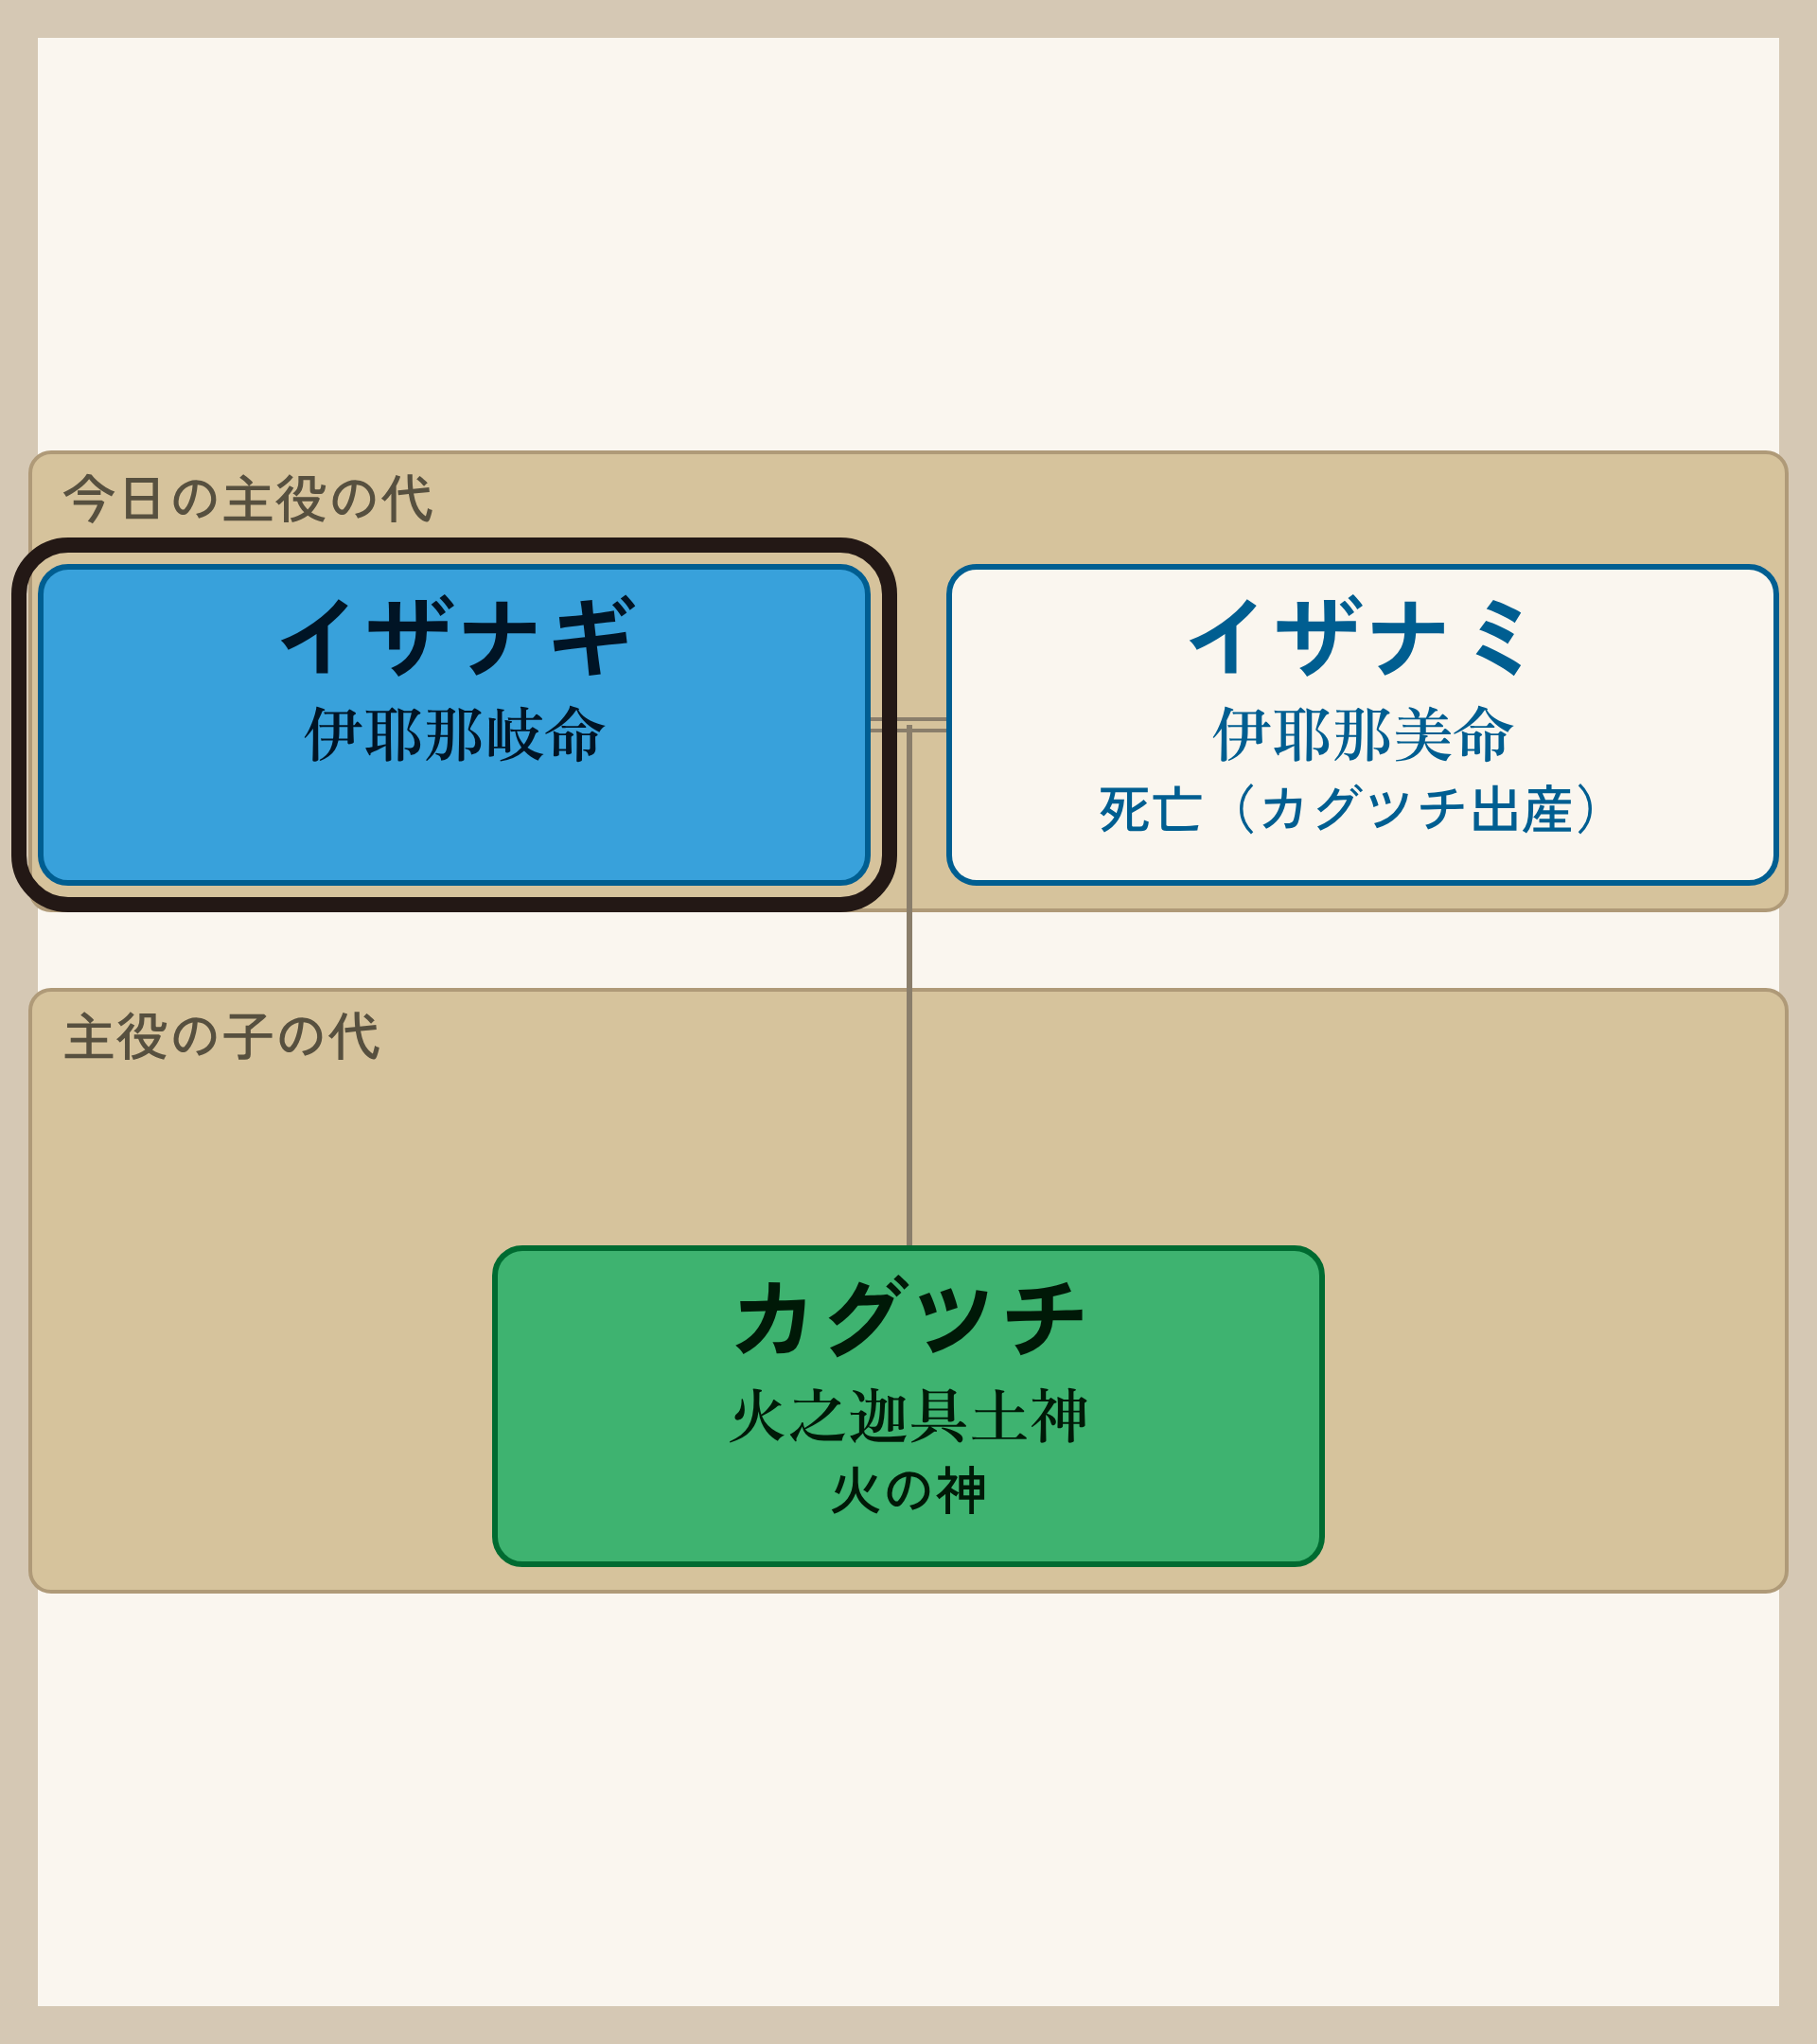 今日の主役の代
イザナギ
伊耶那岐命
イザナミ
伊耶那美命
死亡（カグツチ出産）
主役の子の代
カグツチ
火之迦具土神
火の神